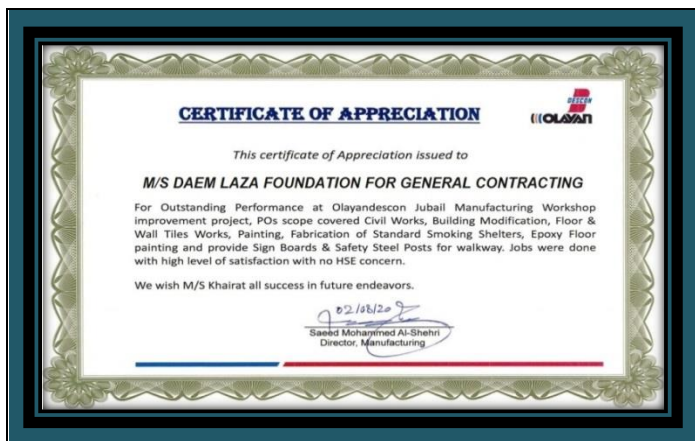 DESCON
OLAYAN
CERTIFICATE OF APPRECIATION
This certificate of Appreciation issued to
M/S DAEM LAZA FOUNDATION FOR GENERAL CONTRACTING
For Outstanding Performance at Olayandescon Jubail Manufacturing Workshop
improvement project, POs scope covered Civil Works, Building Modification, Floor &
Wall Tiles Works, Painting, Fabrication of Standard Smoking Shelters, Epoxy Floor
painting and provide Sign Boards & Safety Steel Posts for walkway. Jobs were done
with high level of satisfaction with no HSE concern.
We wish M/S Khairat all success in future endeavors.
02/08/20
Saeed Mohammed Al-Shehri
Director, Manufacturing